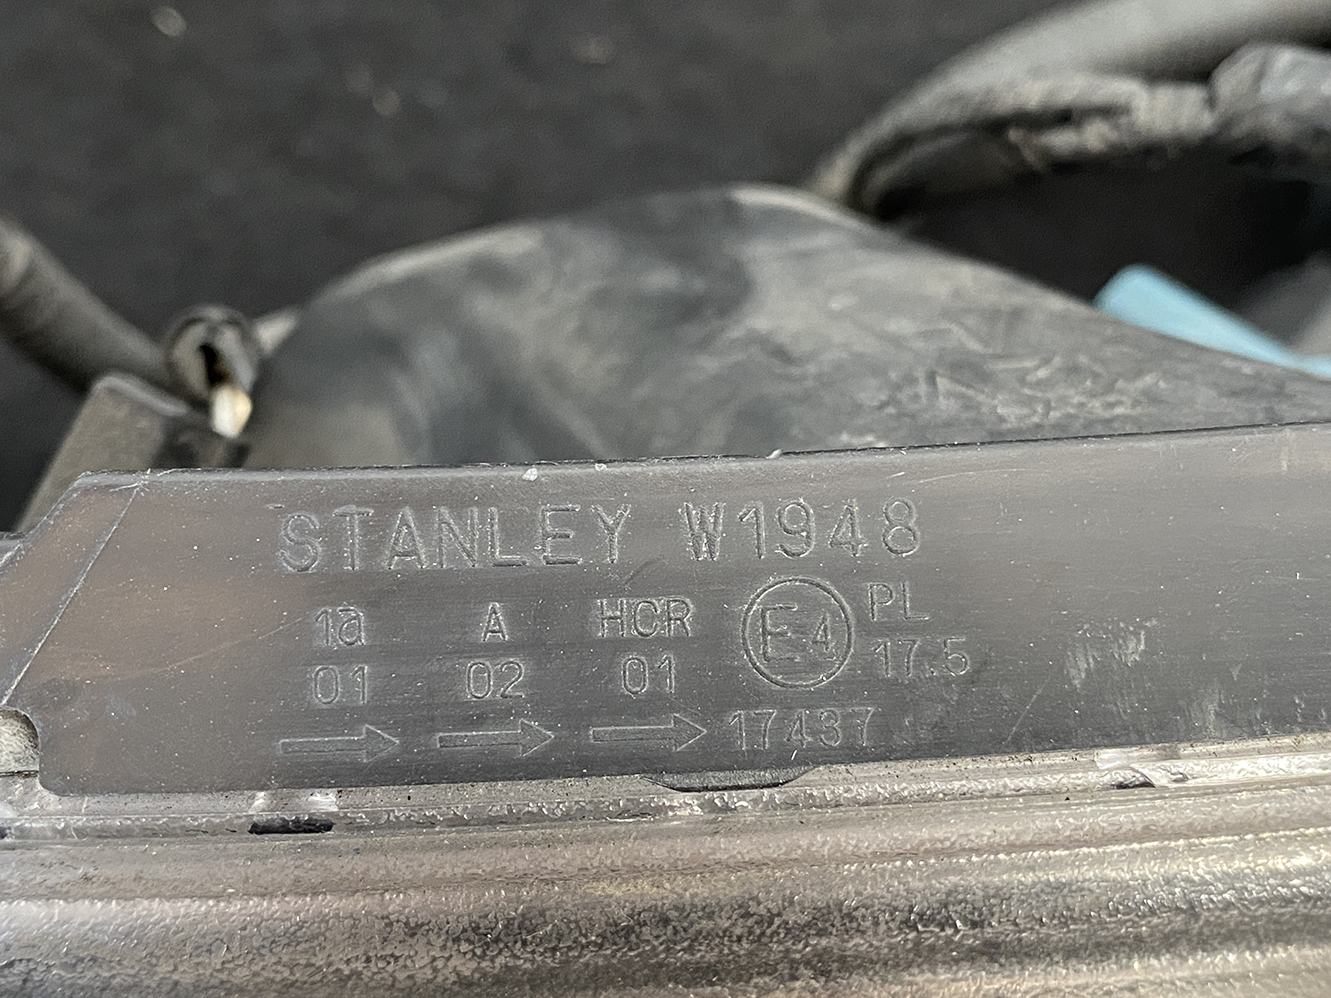 STANLEY W1948
1a A HCR E4 PL
01 02 01 17.5
→ → → 17437